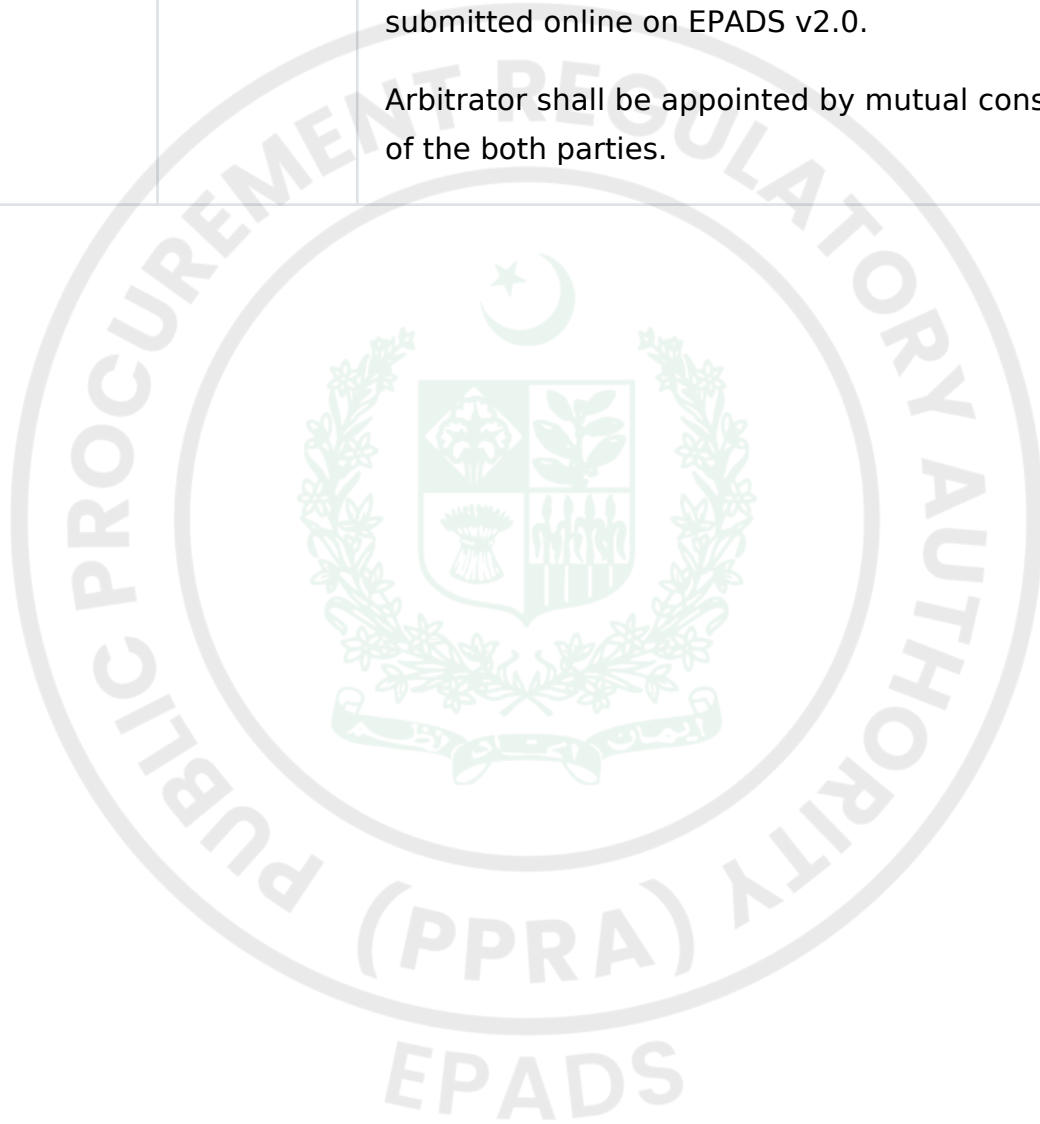 submitted online on EPADS v2.0.
Arbitrator shall be appointed by mutual cons
of the both parties.
PUBLIC PROCUREMENT REGULATORY AUTHORITY
(PPRA)
EPADS